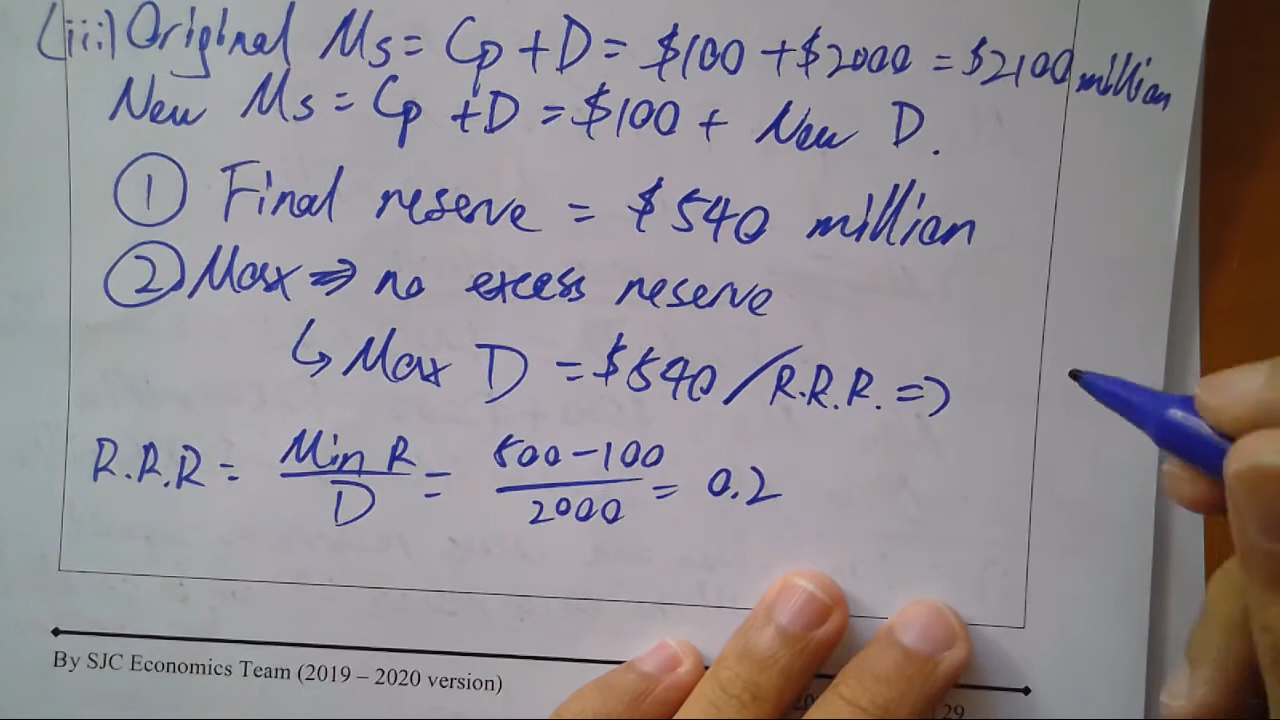 (iii) Original Ms = Cp + D = $100 + $2000 = $2100 million
New Ms = Cp + D = $100 + New D.
① Final reserve = $540 million
② Max ⇒ no excess reserve
↳ Max D = $540 / R.R.R. ⇒
R.R.R = Min R / D = 500 - 100 / 2000 = 0.2
By SJC Economics Team (2019 – 2020 version)
29